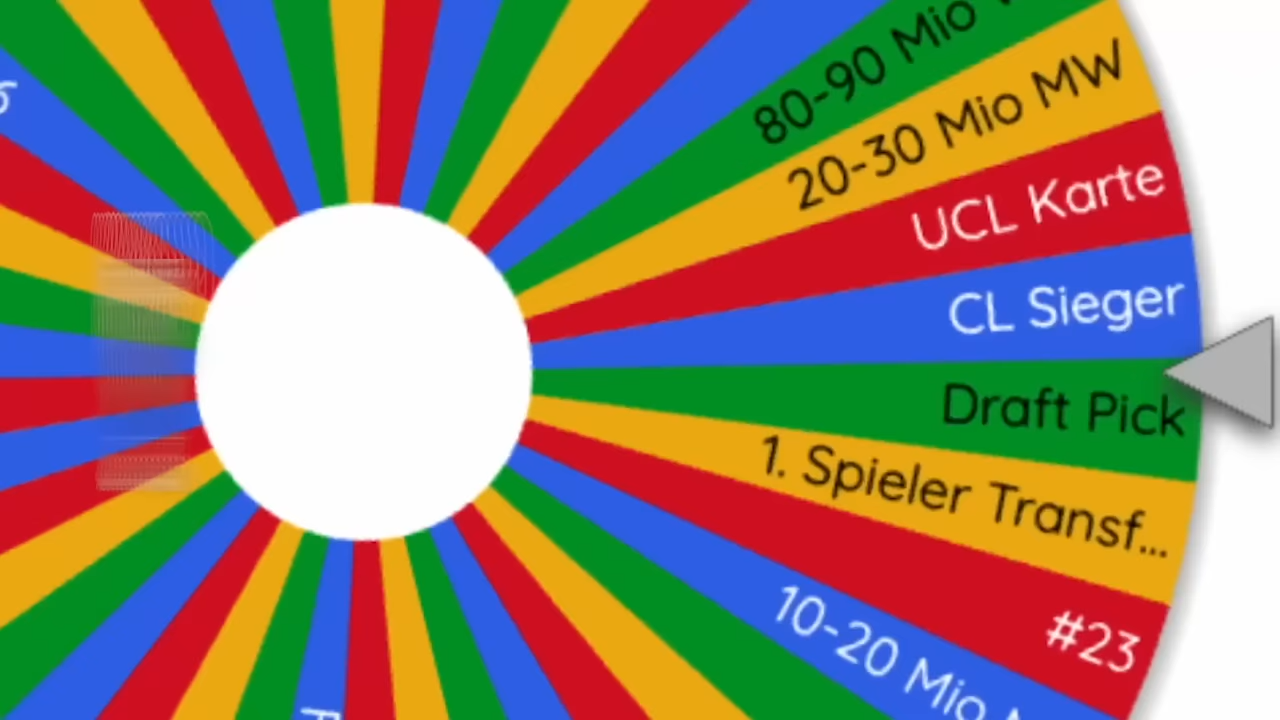 80-90 Mio
20-30 Mio MW
UCL Karte
CL Sieger
Draft Pick
1. Spieler Transf...
#23
10-20 Mio